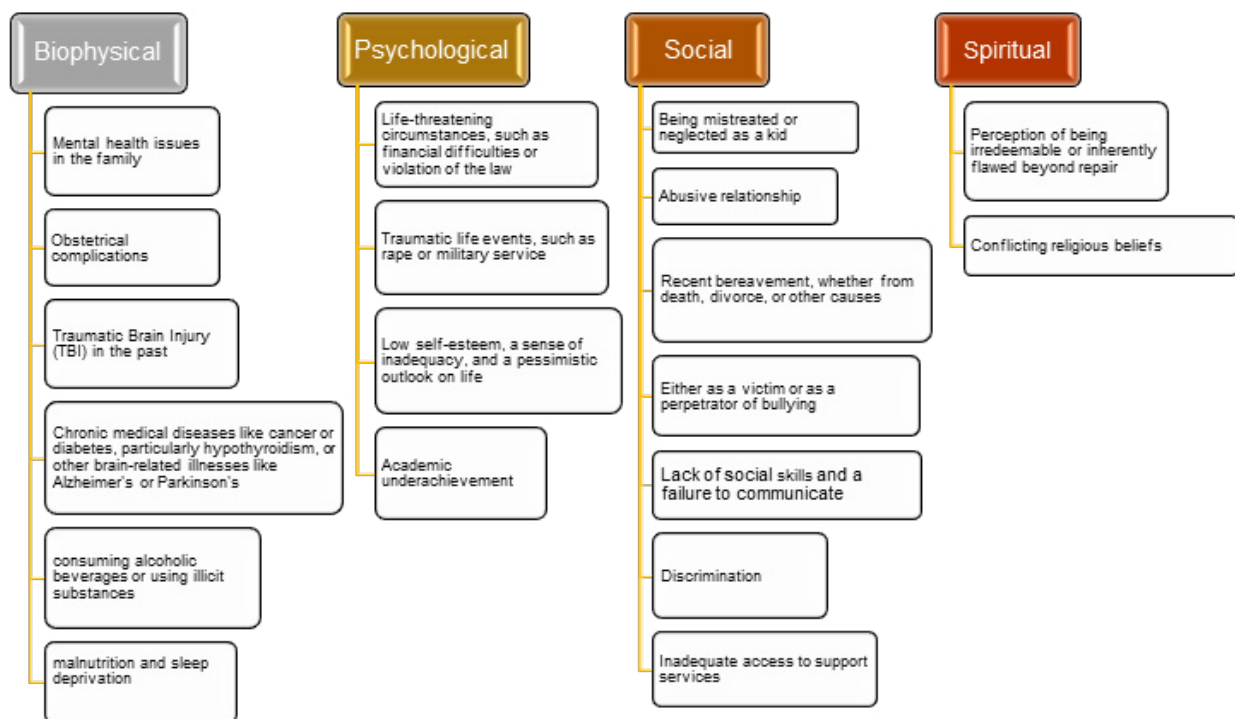 Biophysical
Mental health issues
in the family
Obstetrical
complications
Traumatic Brain Injury
(TBI) in the past
Chronic medical diseases like cancer or
diabetes, particularly hypothyroidism, or
other brain-related illnesses like
Alzheimer's or Parkinson's
consuming alcoholic
beverages or using illicit
substances
malnutrition and sleep
deprivation
Psychological
Life-threatening
circumstances, such as
financial difficulties or
violation of the law
Traumatic life events, such as
rape or military service
Low self-esteem, a sense of
inadequacy, and a pessimistic
outlook on life
Academic
underachievement
Social
Being mistreated or
neglected as a kid
Abusive relationship
Recent bereavement, whether from
death, divorce, or other causes
Either as a victim or as a
perpetrator of bullying
Lack of social skills and a
failure to communicate
Discrimination
Inadequate access to support
services
Spiritual
Perception of being
irredeemable or inherently
flawed beyond repair
Conflicting religious beliefs